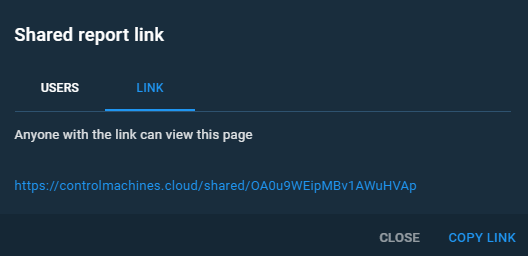 Shared report link
USERS LINK
Anyone with the link can view this page
https://controlmachines.cloud/shared/OA0u9WEipMBv1AWuHVAp
CLOSE COPY LINK